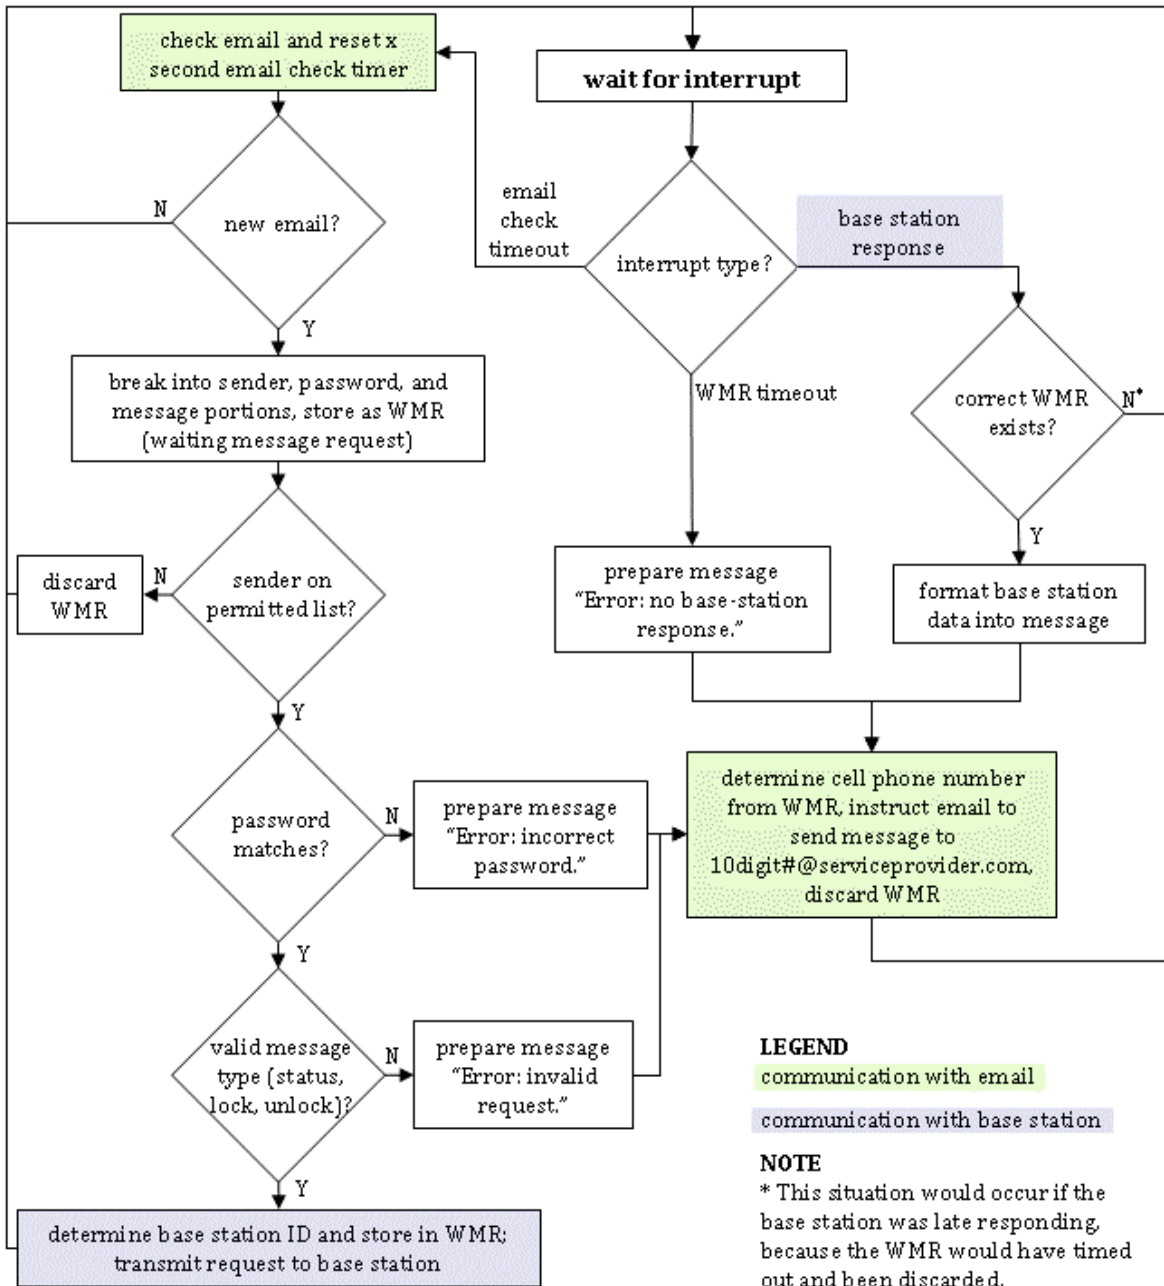 check email and reset x
second email check timer
wait for interrupt
new email?
N
Y
email
check
timeout
interrupt type?
base station
response
WMR timeout
correct WMR
exists?
N*
Y
break into sender, password, and
message portions, store as WMR
(waiting message request)
sender on
permitted list?
N
discard
WMR
Y
prepare message
“Error: no base-station
response.”
format base station
data into message
password
matches?
N
prepare message
“Error: incorrect
password.”
Y
determine cell phone number
from WMR, instruct email to
send message to
10digit#@serviceprovider.com,
discard WMR
valid message
type (status,
lock, unlock)?
N
prepare message
“Error: invalid
request.”
Y
determine base station ID and store in WMR;
transmit request to base station
LEGEND
communication with email
communication with base station
NOTE
* This situation would occur if the
base station was late responding,
because the WMR would have timed
out and been discarded.